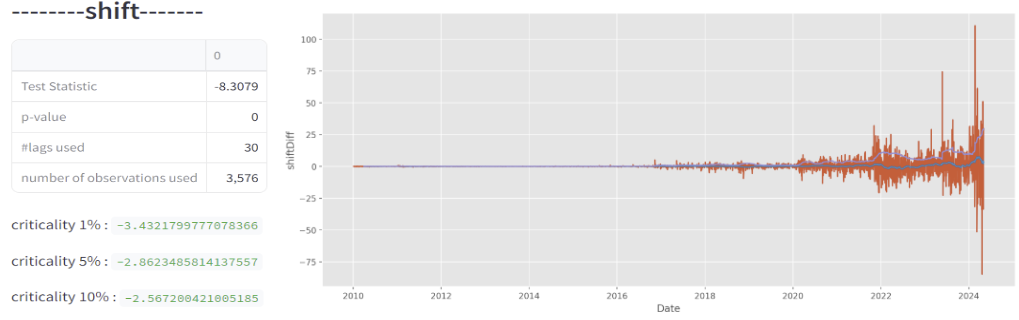 --------shift-------
0
Test Statistic -8.3079
p-value 0
#lags used 30
number of observations used 3,576
criticality 1% : -3.4321799777078366
criticality 5% : -2.8623485814137557
criticality 10% : -2.567200421005185
shiftDiff
100
75
50
25
0
−25
−50
−75
2010 2012 2014 2016 2018 2020 2022 2024
Date